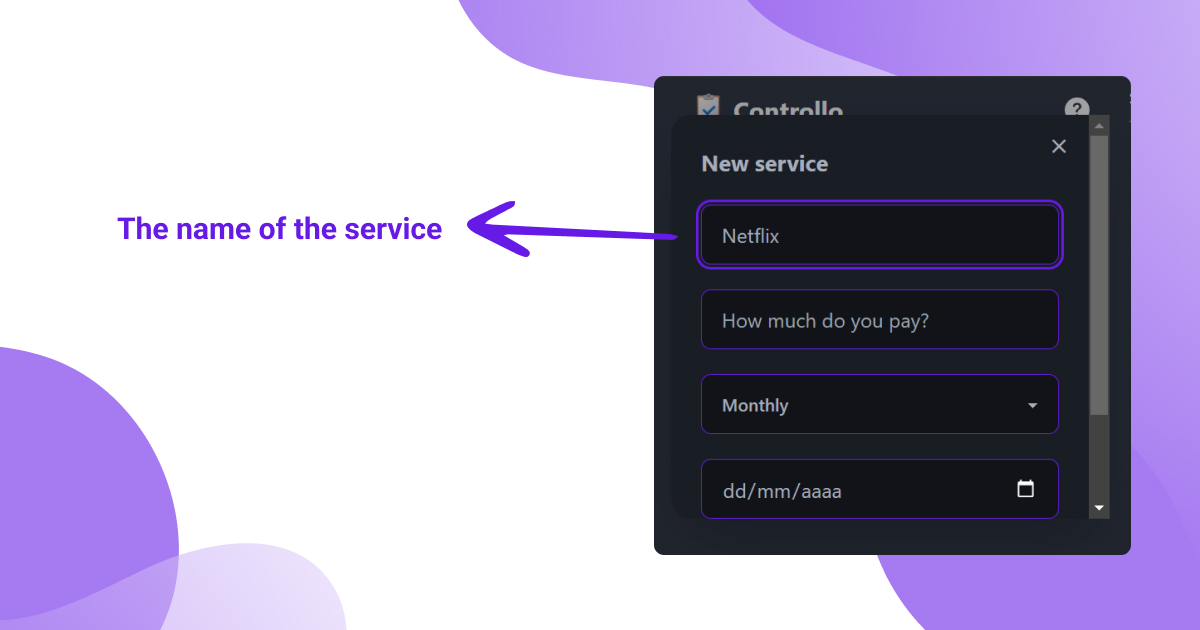 Controllo
?
New service
The name of the service
Netflix
How much do you pay?
Monthly
dd/mm/aaaa